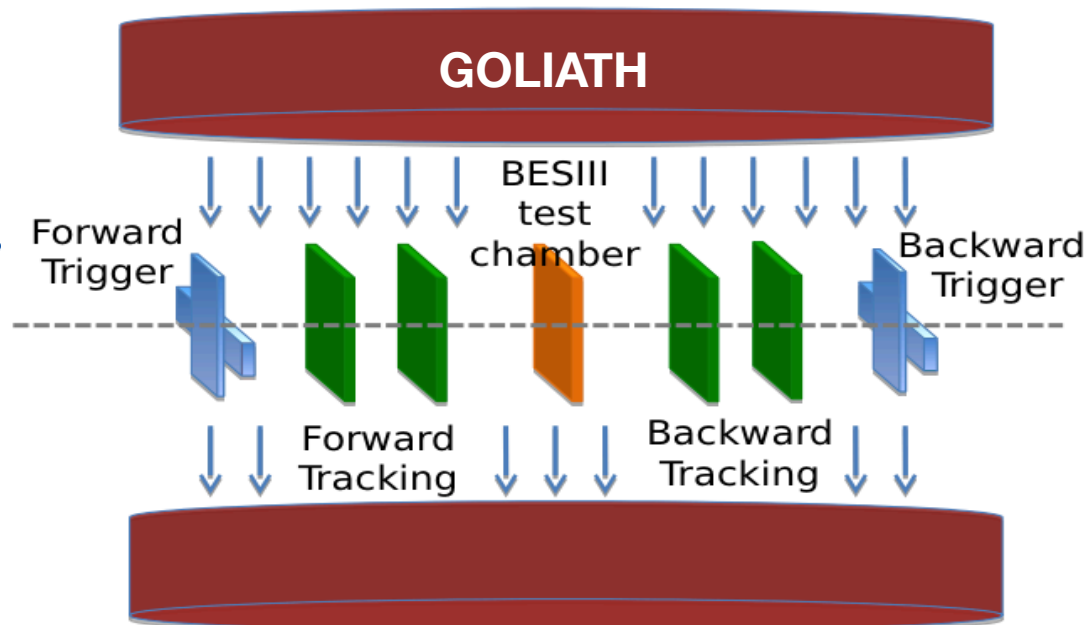 GOLIATH
BESIII
test
chamber
Forward
Trigger
Backward
Trigger
Forward
Tracking
Backward
Tracking